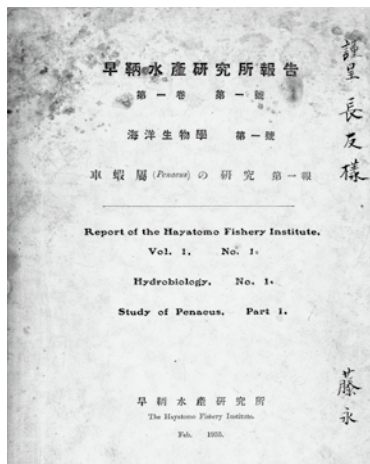 早鞆水產研究所報告
第一卷 第一號
海洋生物學 第一號
車蝦屬 (Penaeus) の研究 第一報
Report of the Hayatomo Fishery Institute.
Vol. 1, No. 1.
Hydrobiology, No. 1.
Study of Penaeus, Part 1.
早鞆水產研究所
The Hayatomo Fishery Institute.
Feb. 1935.
謹呈 長友樣
藤永